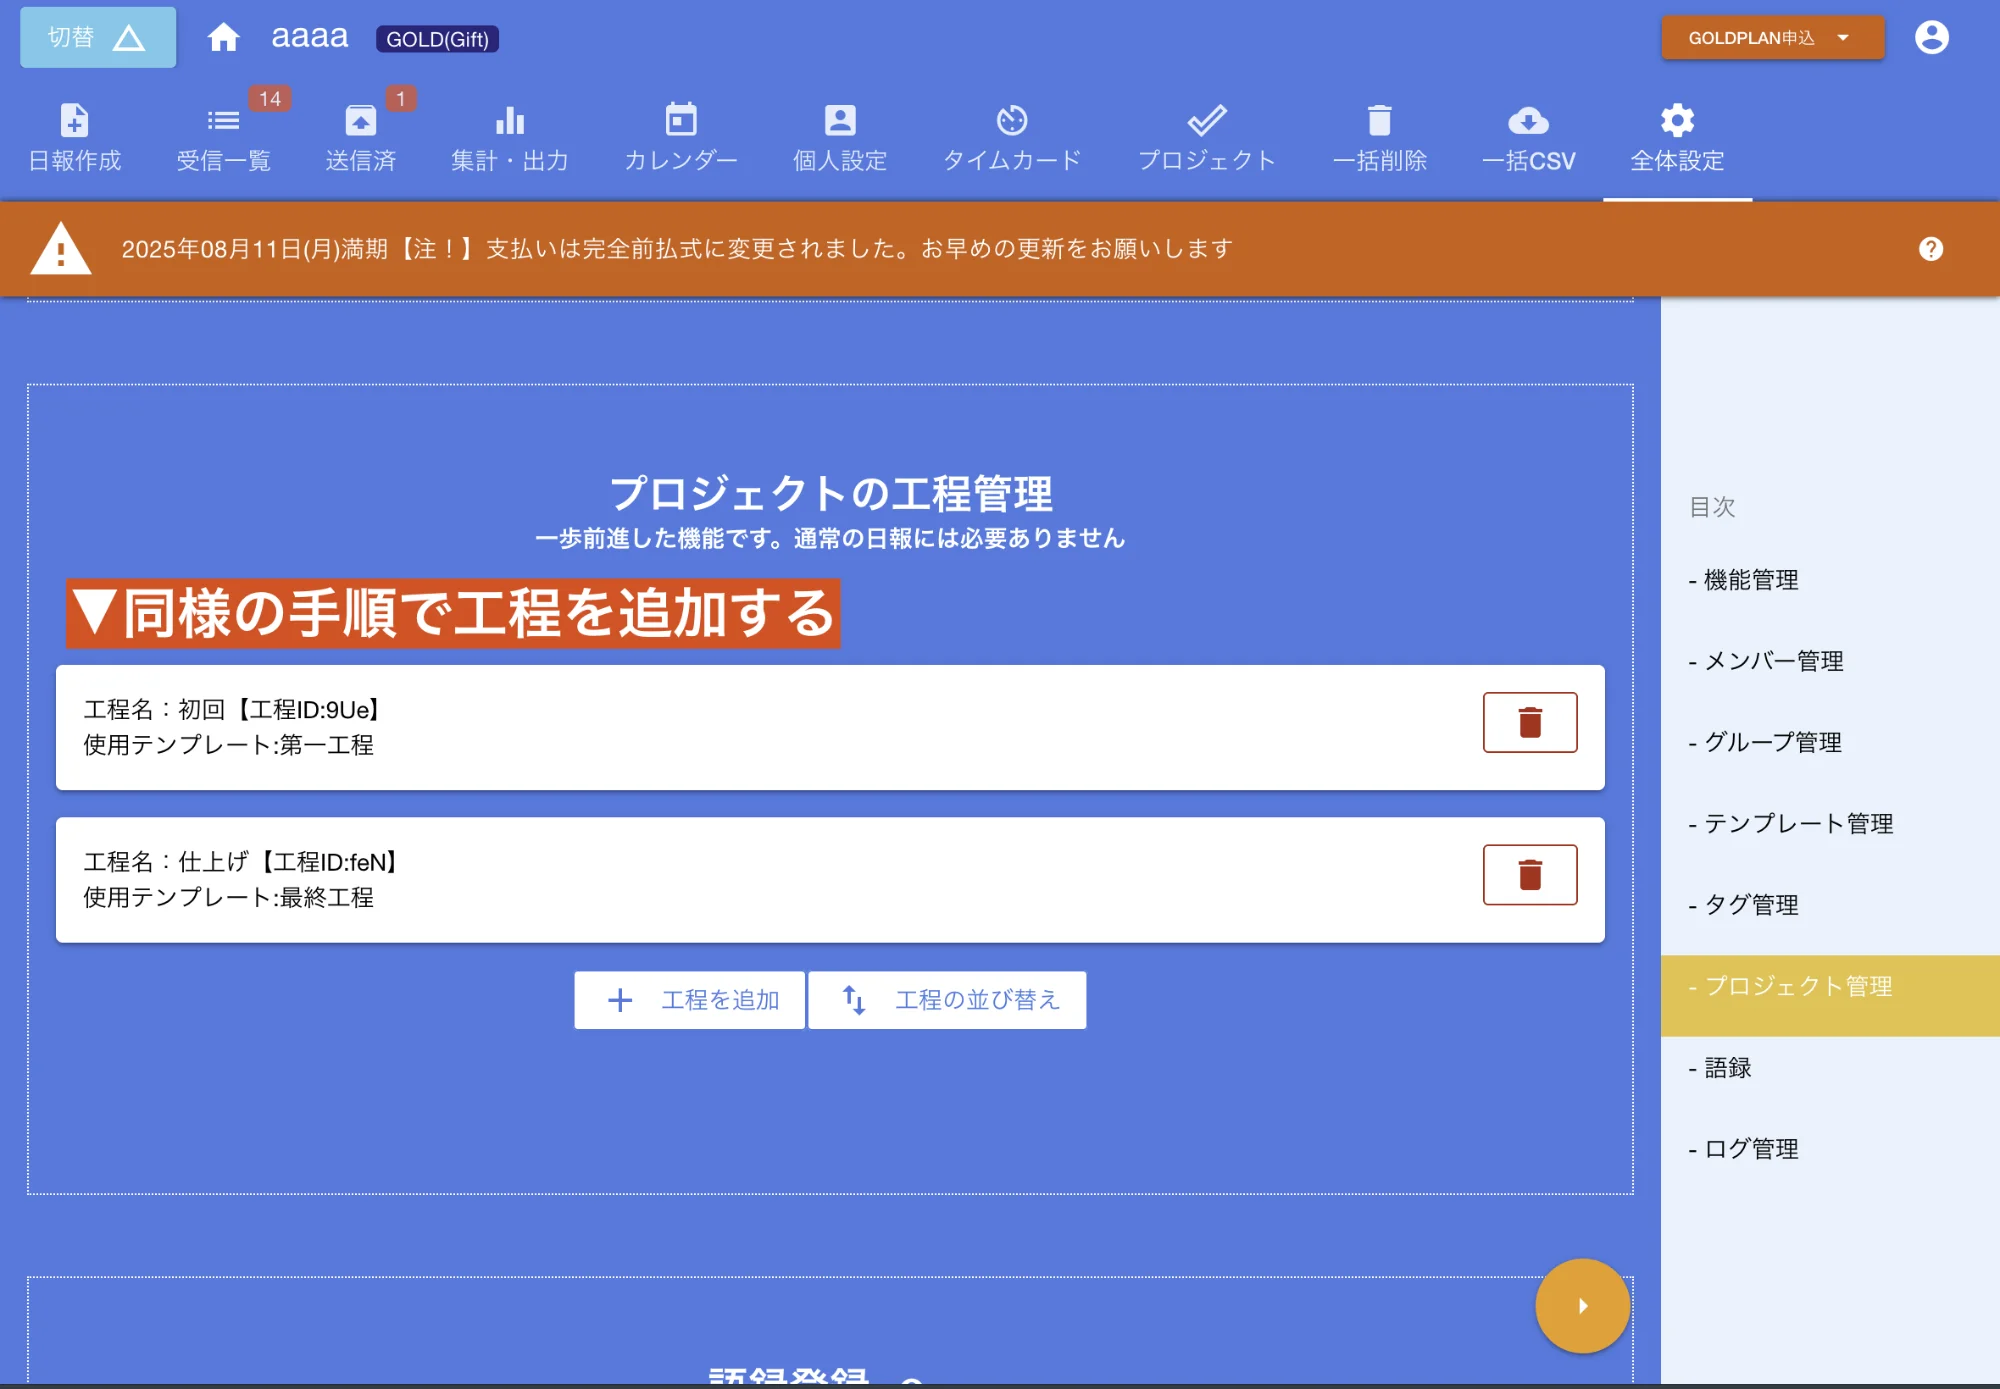 切替
aaaa
GOLD(Gift)
GOLDPLAN申込
14
1
日報作成
受信一覧
送信済
集計・出力
カレンダー
個人設定
タイムカード
プロジェクト
一括削除
一括CSV
全体設定
2025年08月11日(月)満期【注！】支払いは完全前払式に変更されました。お早めの更新をお願いします
プロジェクトの工程管理
一歩前進した機能です。通常の日報には必要ありません
▼同様の手順で工程を追加する
工程名：初回【工程ID:9Ue】
使用テンプレート:第一工程
工程名：仕上げ【工程ID:feN】
使用テンプレート:最終工程
工程を追加
工程の並び替え
目次
- 機能管理
- メンバー管理
- グループ管理
- テンプレート管理
- タグ管理
- プロジェクト管理
- 語録
- ログ管理
語録登録